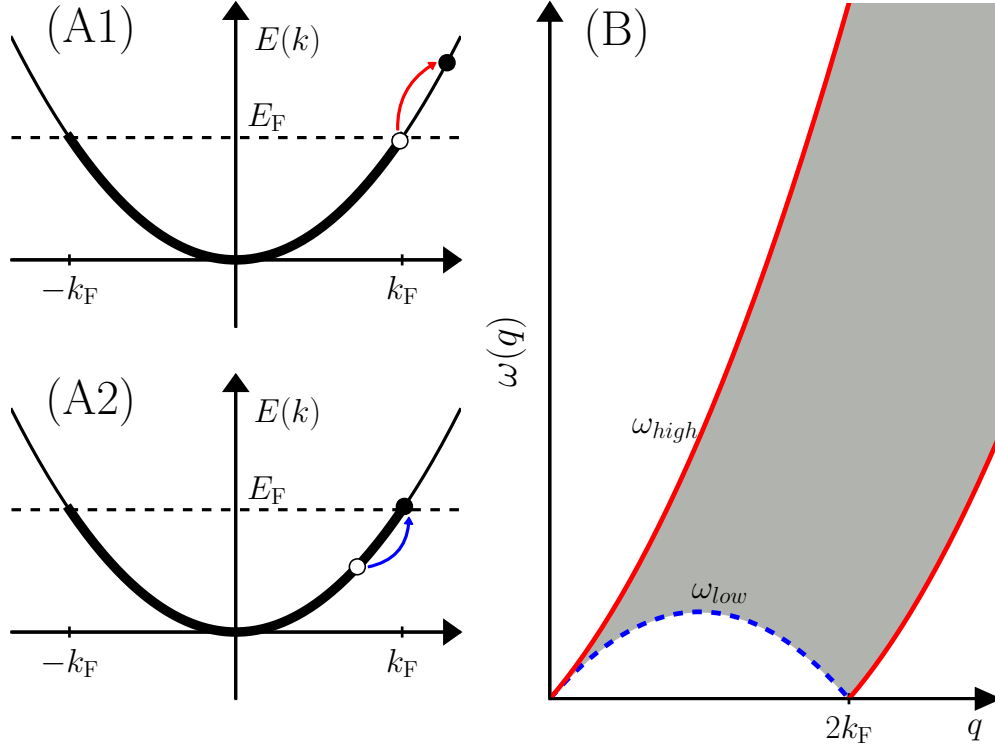 (A1)
E(k)
E_F
−k_F
k_F
(A2)
E(k)
E_F
−k_F
k_F
(B)
ω(q)
ω_high
ω_low
2k_F
q